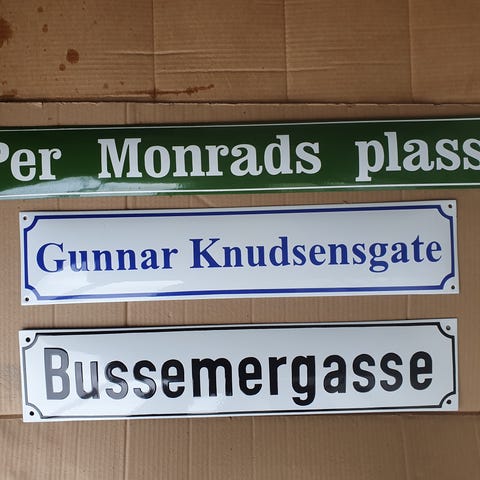 Per Monrads plass
Gunnar Knudsensgate
Bussemergasse